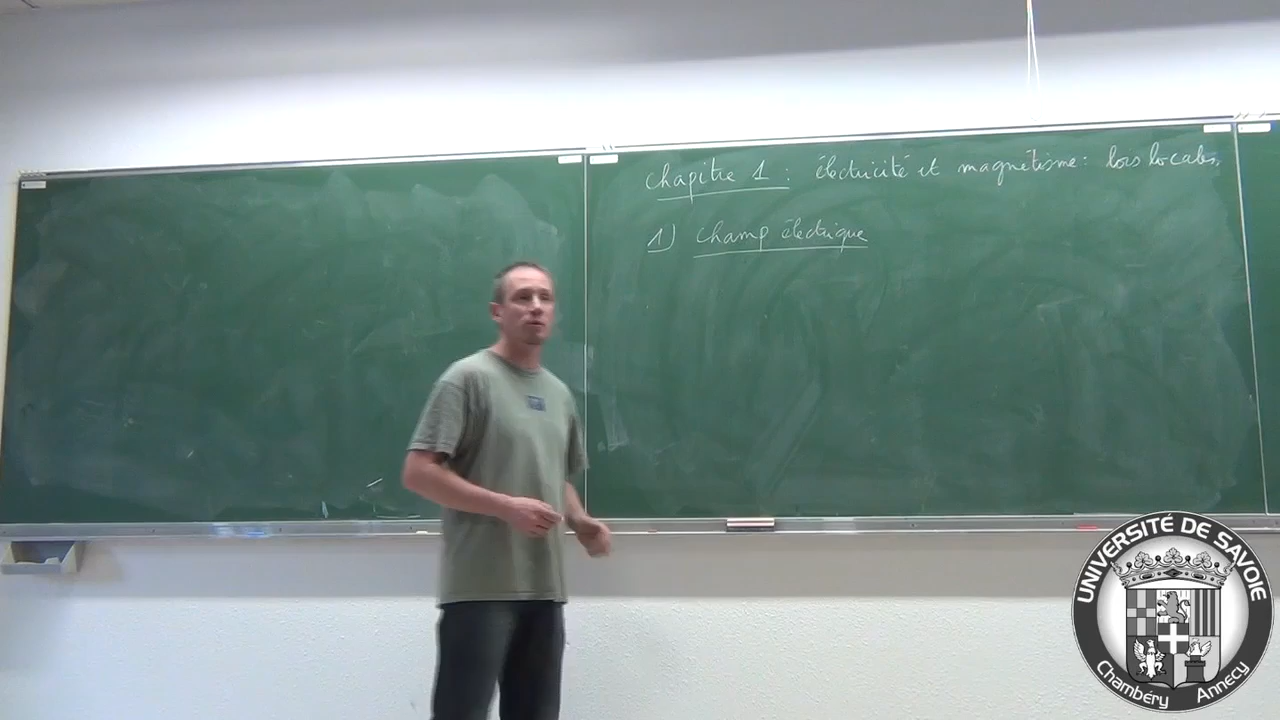 Chapitre 1 : électricité et magnétisme : lois locales.
1) Champ électrique
UNIVERSITÉ DE SAVOIE
Chambéry Annecy